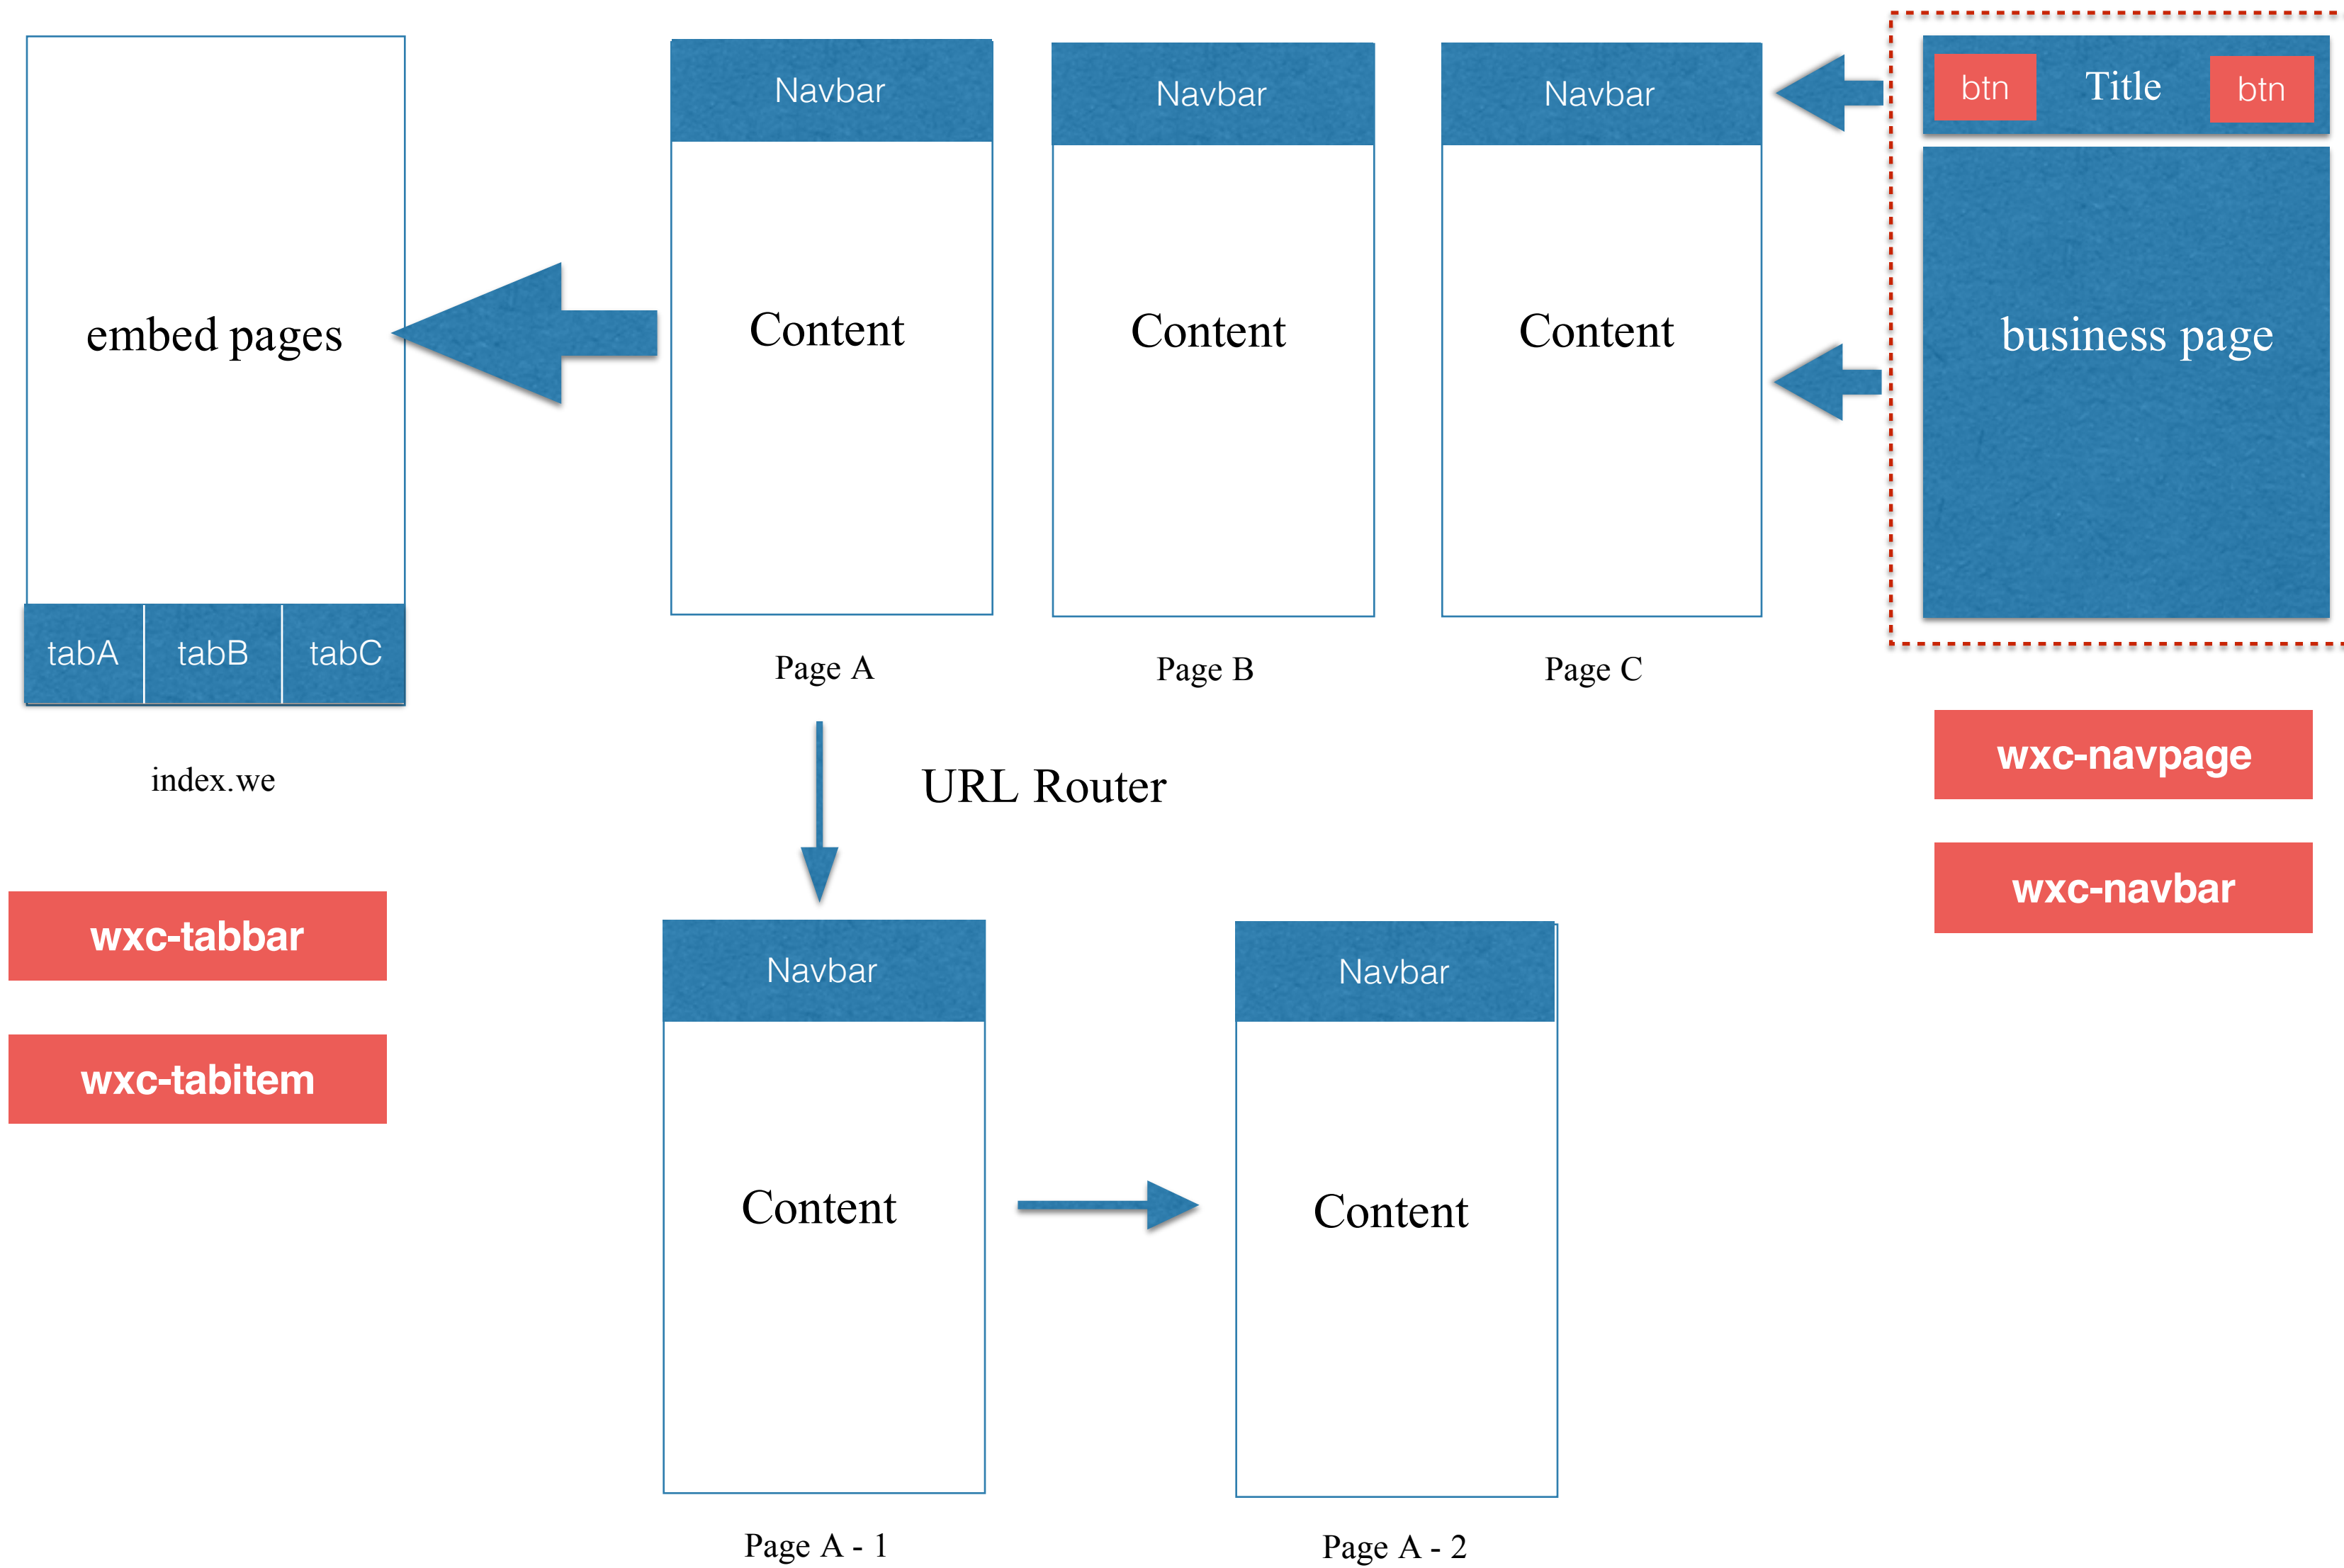 embed pages
tabA
tabB
tabC
index.we
wxc-tabbar
wxc-tabitem
Navbar
Content
Page A
Navbar
Content
Page B
Navbar
Content
Page C
btn
Title
btn
business page
wxc-navpage
wxc-navbar
URL Router
Navbar
Content
Page A - 1
Navbar
Content
Page A - 2